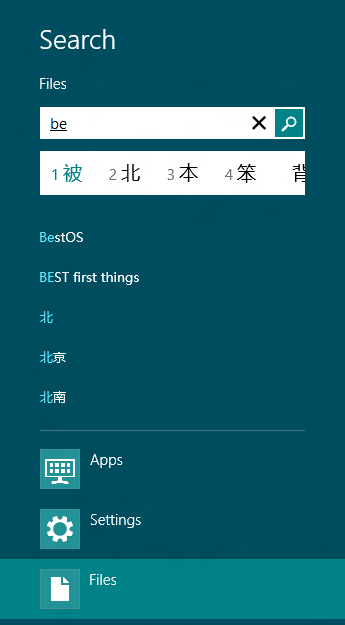 Search
Files
be
1 被 2 北 3 本 4 笨 背
BestOS
BEST first things
北
北京
北南
Apps
Settings
Files